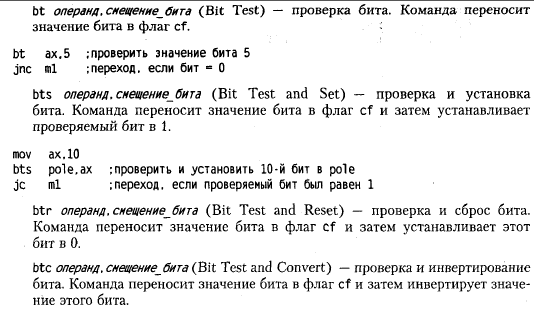 bt операнд,смещение_бита (Bit Test) — проверка бита. Команда переносит
значение бита в флаг cf.
bt ax,5 ;проверить значение бита 5
jnc m1 ;переход, если бит = 0
bts операнд,смещение_бита (Bit Test and Set) — проверка и установка
бита. Команда переносит значение бита в флаг cf и затем устанавливает
проверяемый бит в 1.
mov ax,10
bts pole,ax ;проверить и установить 10-й бит в pole
jc m1 ;переход, если проверяемый бит был равен 1
btr операнд,смещение_бита (Bit Test and Reset) — проверка и сброс бита.
Команда переносит значение бита в флаг cf и затем устанавливает этот
бит в 0.
btc операнд,смещение_бита (Bit Test and Convert) — проверка и инвертирование
бита. Команда переносит значение бита в флаг cf и затем инвертирует значе-
ние этого бита.